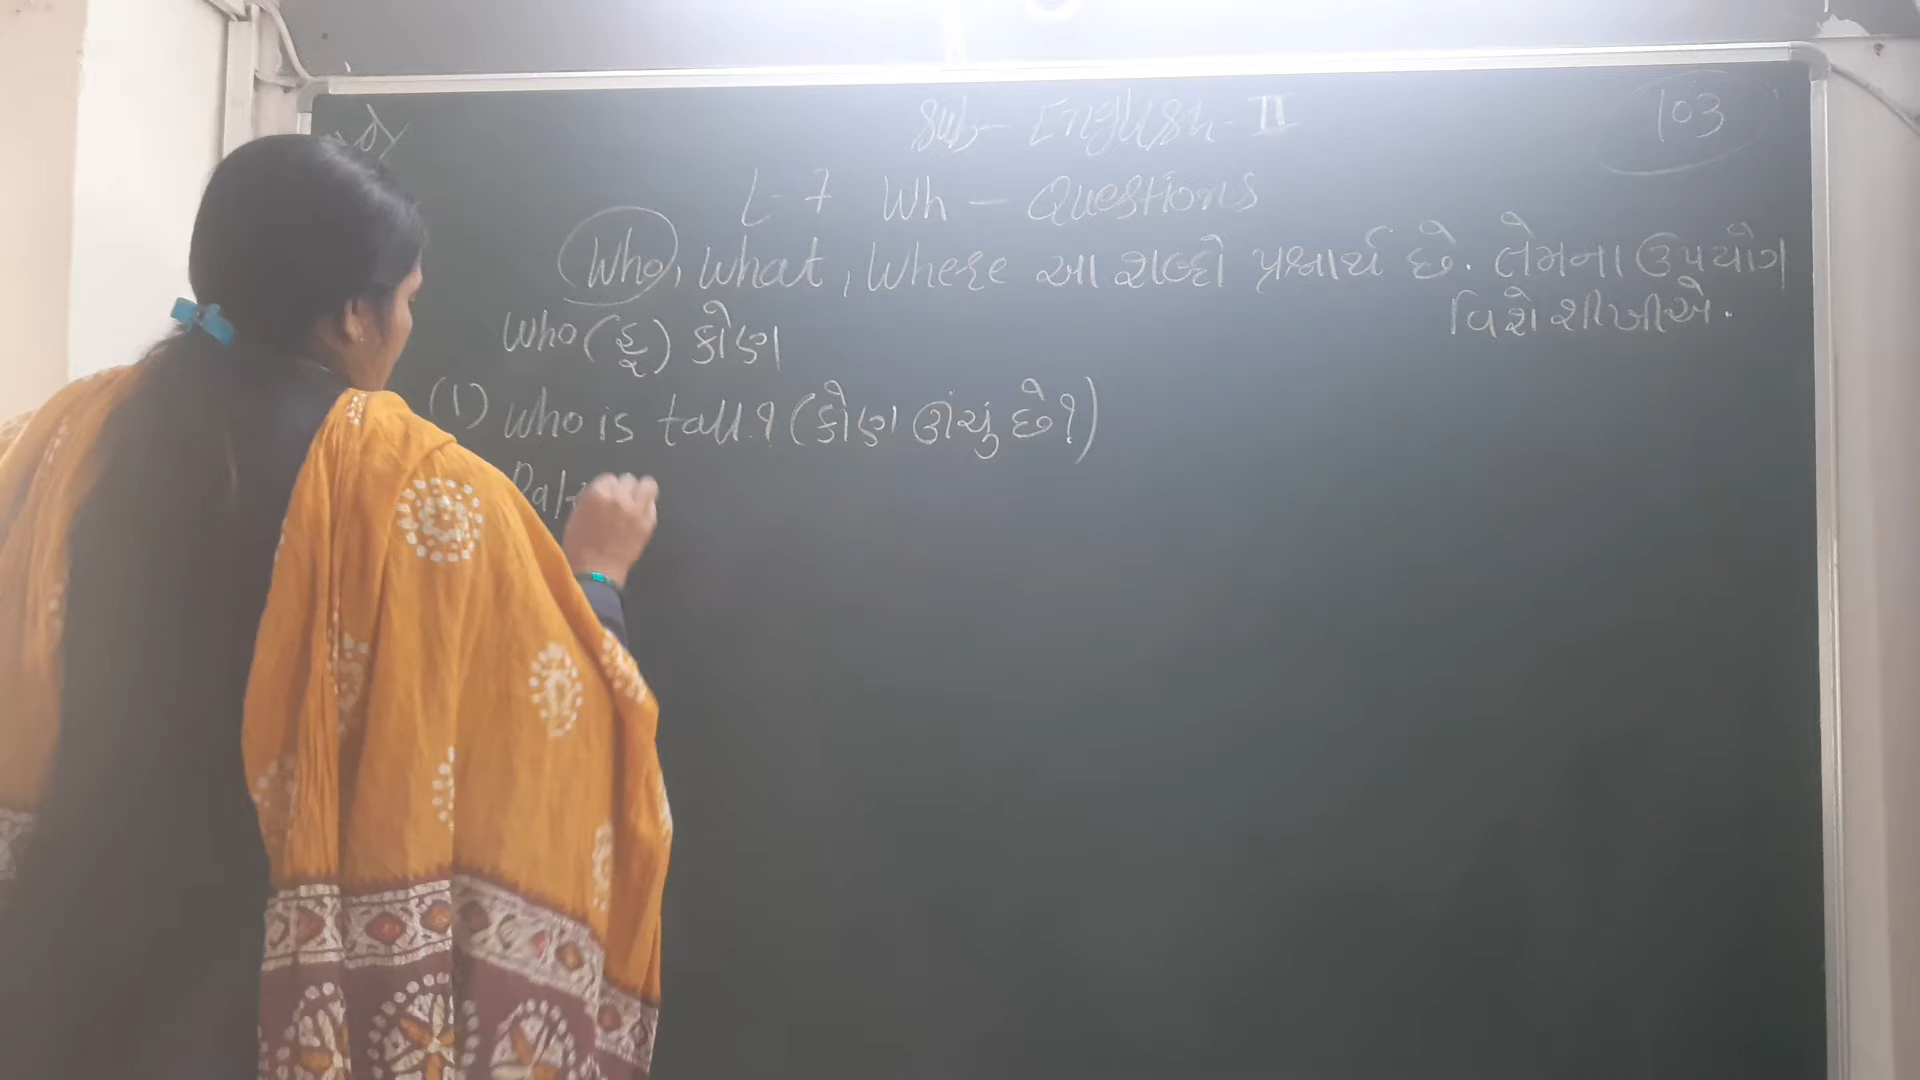 Sub- English- II
103
L-7 Wh - Questions
Who, what, Where આ શબ્દો પ્રશ્નાર્થ છે. તેમના ઉપયોગ
વિશે શીખીએ.
who (હૂ) કોણ
(1) who is tall? (કોણ ઊંચું છે?)